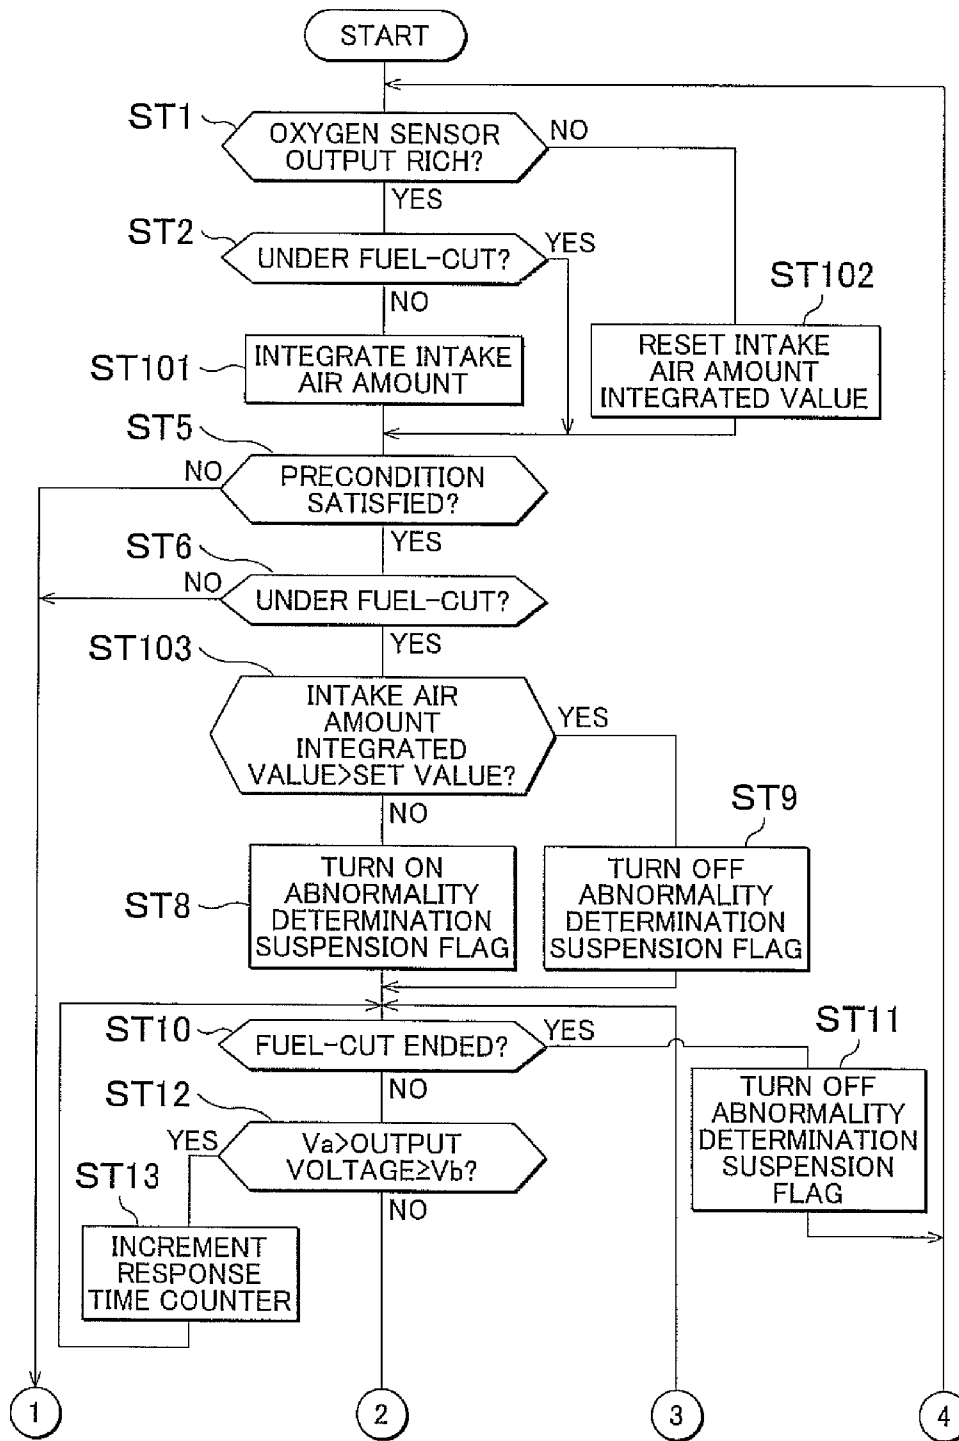 START
ST1
OXYGEN SENSOR
OUTPUT RICH?
NO
YES
ST2
UNDER FUEL-CUT?
YES
NO
ST102
RESET INTAKE
AIR AMOUNT
INTEGRATED VALUE
ST101
INTEGRATE INTAKE
AIR AMOUNT
ST5
NO
PRECONDITION
SATISFIED?
YES
ST6
NO
UNDER FUEL-CUT?
YES
ST103
INTAKE AIR
AMOUNT
INTEGRATED
VALUE>SET VALUE?
YES
NO
ST9
TURN OFF
ABNORMALITY
DETERMINATION
SUSPENSION FLAG
ST8
TURN ON
ABNORMALITY
DETERMINATION
SUSPENSION FLAG
ST10
FUEL-CUT ENDED?
YES
NO
ST11
TURN OFF
ABNORMALITY
DETERMINATION
SUSPENSION
FLAG
ST12
YES
Va>OUTPUT
VOLTAGE≧Vb?
NO
ST13
INCREMENT
RESPONSE
TIME COUNTER
1
2
3
4